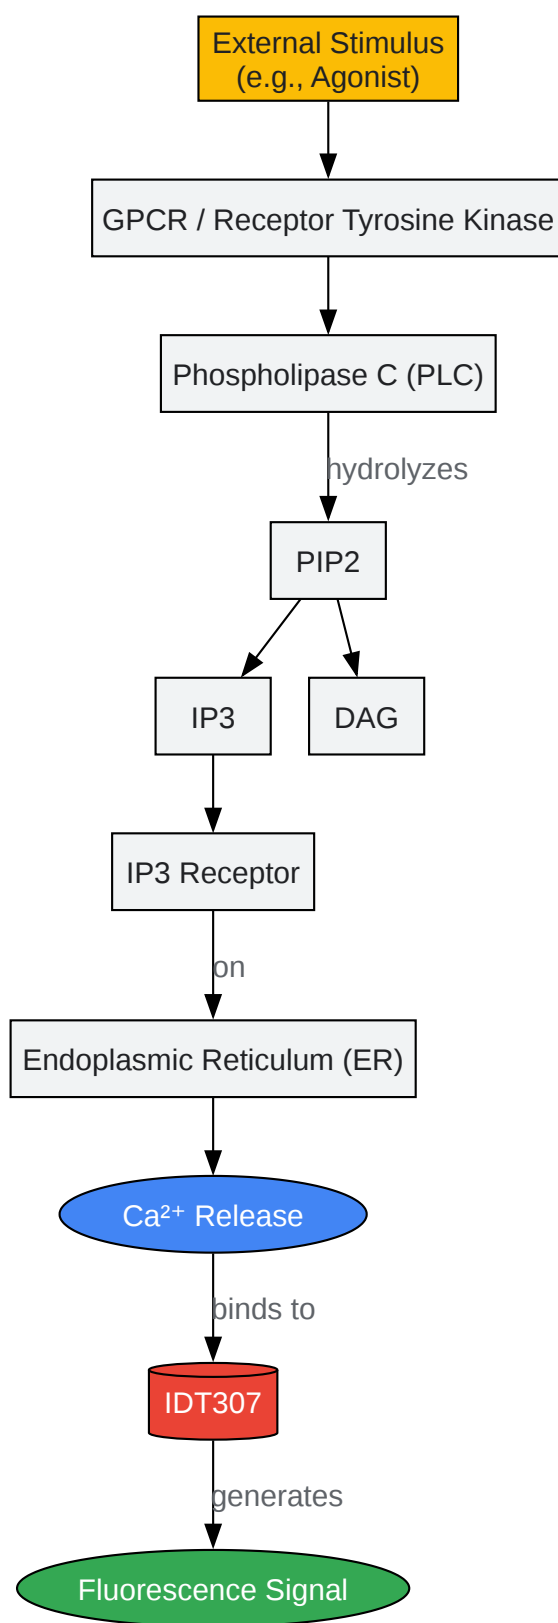 External Stimulus
(e.g., Agonist)
GPCR / Receptor Tyrosine Kinase
Phospholipase C (PLC)
hydrolyzes
PIP2
IP3
DAG
IP3 Receptor
on
Endoplasmic Reticulum (ER)
Ca²⁺ Release
binds to
IDT307
generates
Fluorescence Signal